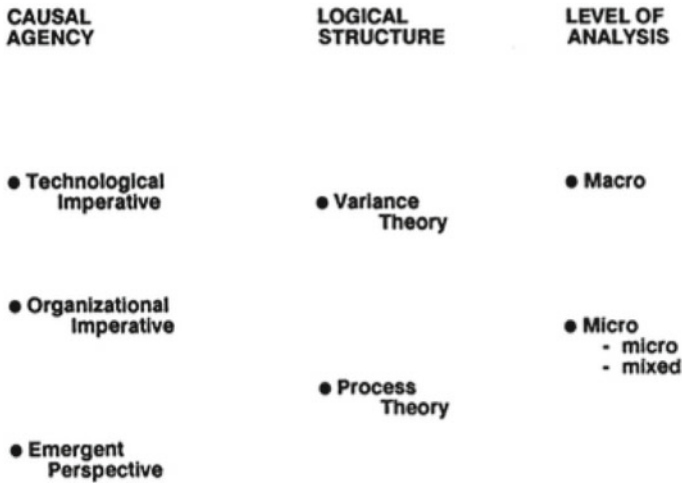 CAUSAL
AGENCY
● Technological
Imperative
● Organizational
Imperative
● Emergent
Perspective
LOGICAL
STRUCTURE
● Variance
Theory
● Process
Theory
LEVEL OF
ANALYSIS
● Macro
● Micro
- micro
- mixed